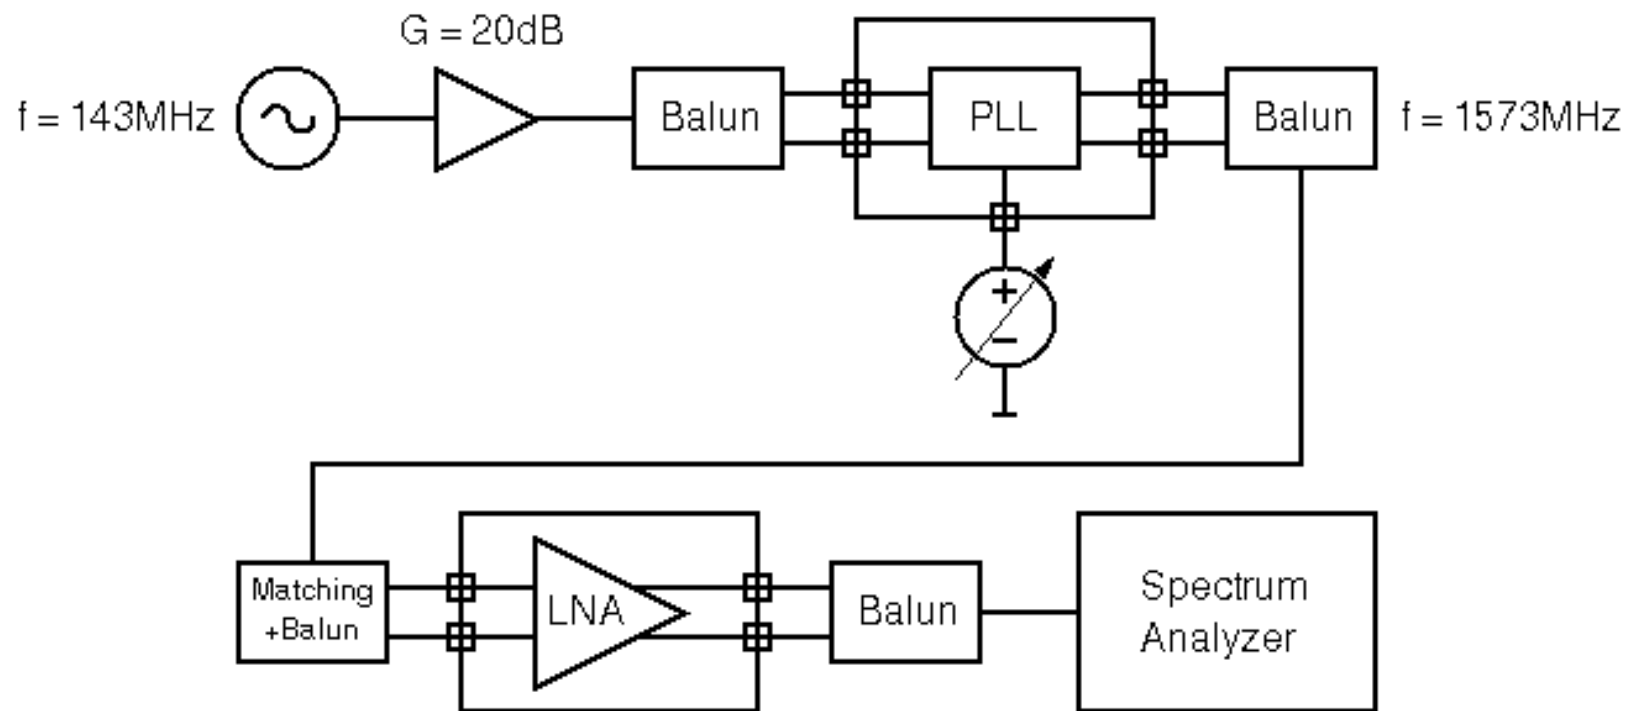 G = 20dB
f = 143MHz
Balun
PLL
Balun
f = 1573MHz
+
−
Matching
+Balun
LNA
Balun
Spectrum
Analyzer